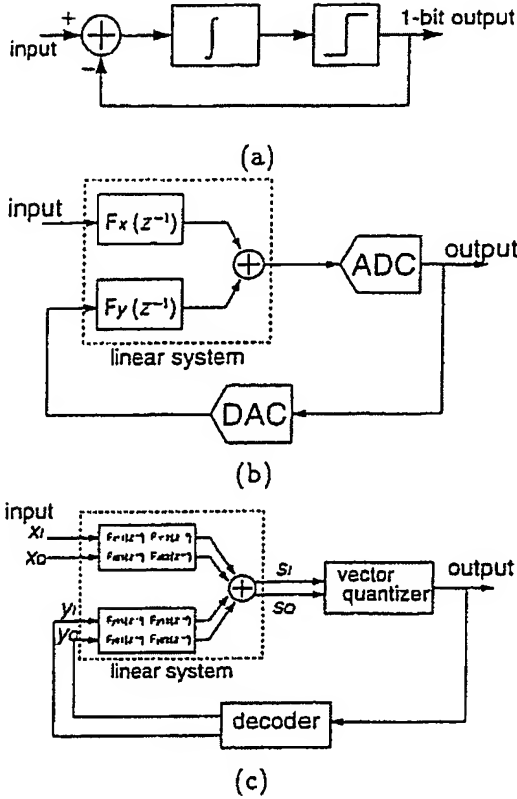 input
+
−
∫
1-bit output
(a)
input
Fx(z⁻¹)
Fy(z⁻¹)
linear system
ADC
output
DAC
(b)
input
xI
xQ
yI
yQ
linear system
sI
sQ
vector
quantizer
output
decoder
(c)